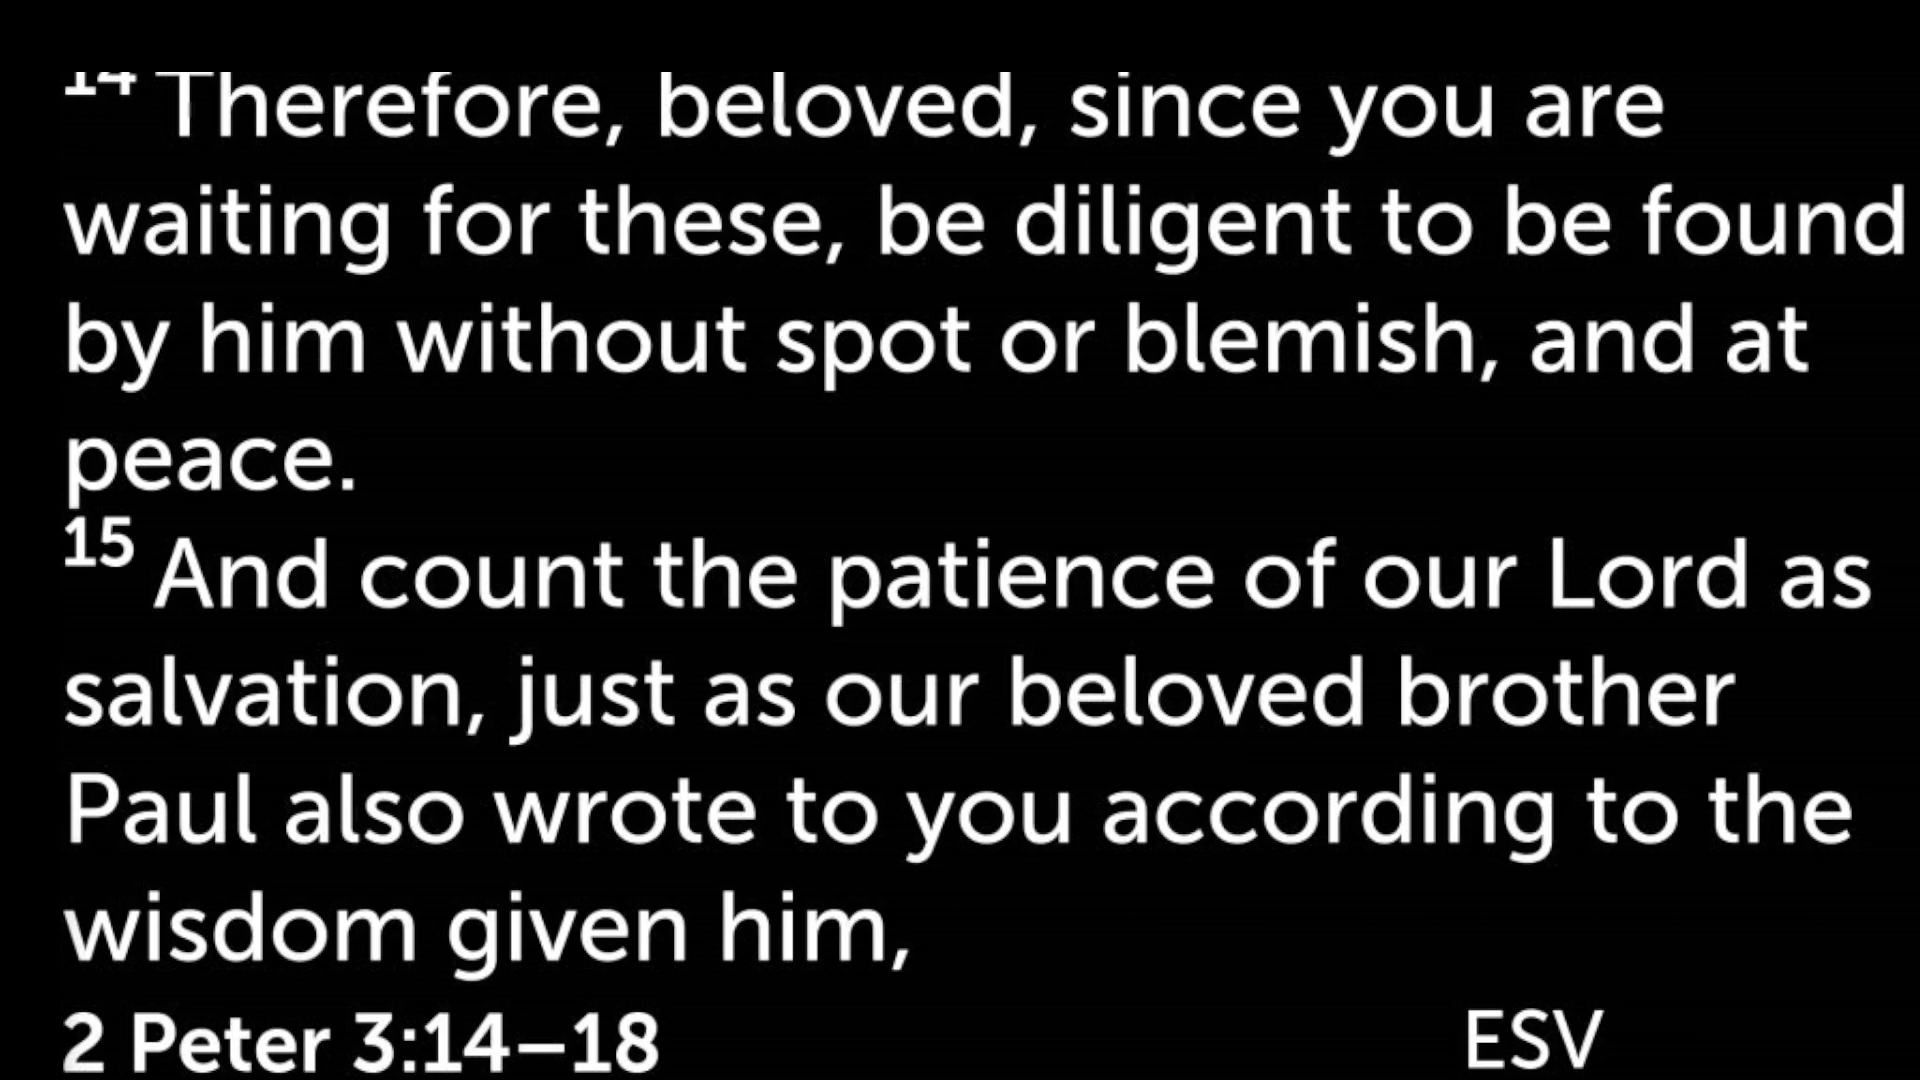 14 Therefore, beloved, since you are
waiting for these, be diligent to be found
by him without spot or blemish, and at
peace.
15 And count the patience of our Lord as
salvation, just as our beloved brother
Paul also wrote to you according to the
wisdom given him,
2 Peter 3:14–18 ESV